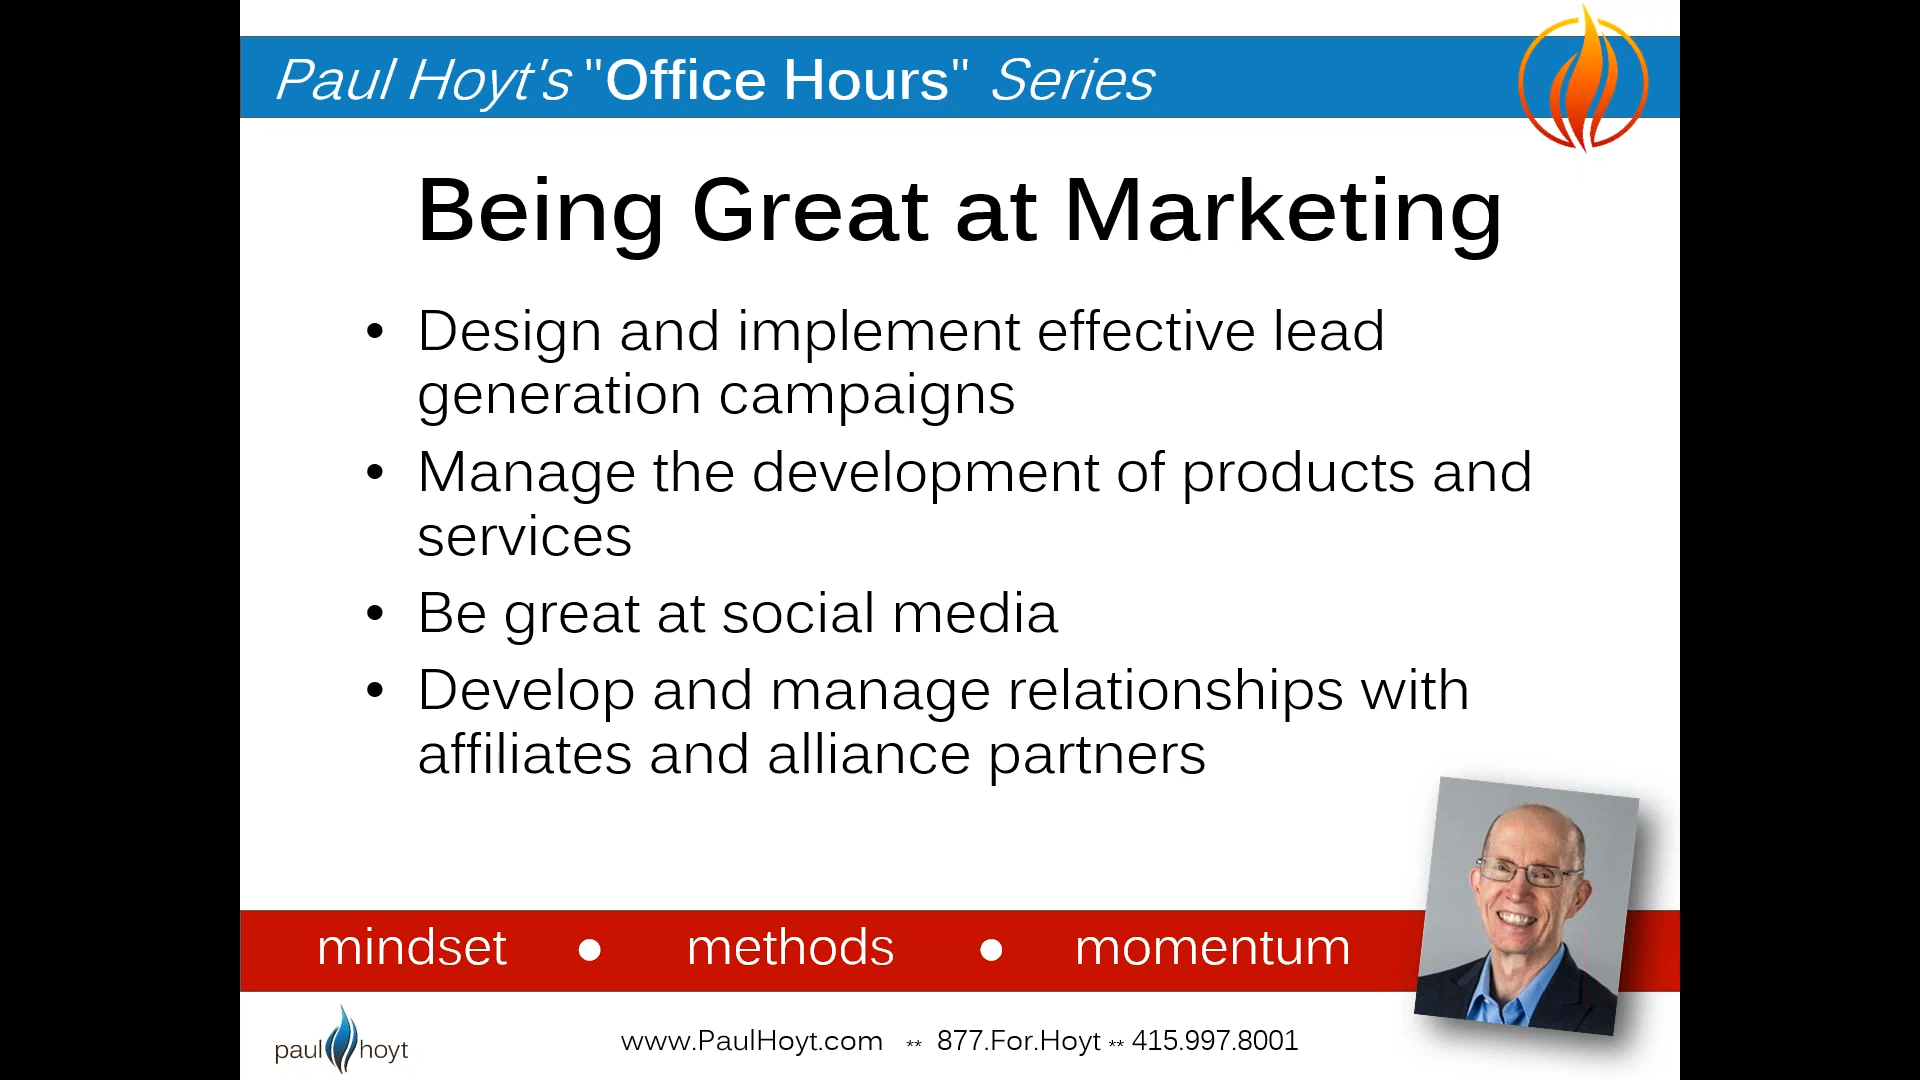 Paul Hoyt's "Office Hours" Series
Being Great at Marketing
• Design and implement effective lead
generation campaigns
• Manage the development of products and
services
• Be great at social media
• Develop and manage relationships with
affiliates and alliance partners
mindset • methods • momentum
paul hoyt
www.PaulHoyt.com ** 877.For.Hoyt ** 415.997.8001